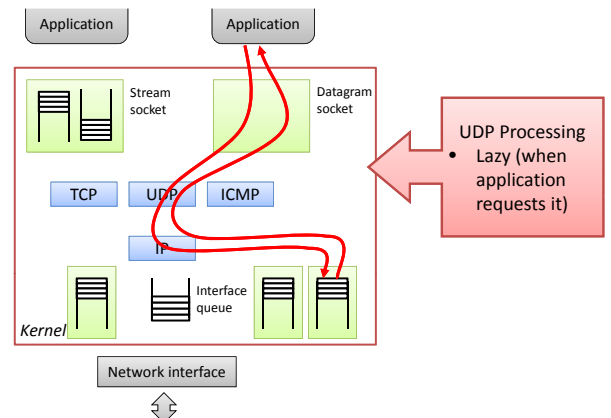 Application
Application
Stream
socket
Datagram
socket
UDP Processing
• Lazy (when
application
requests it)
TCP
UDP
ICMP
IP
Interface
queue
Kernel
Network interface